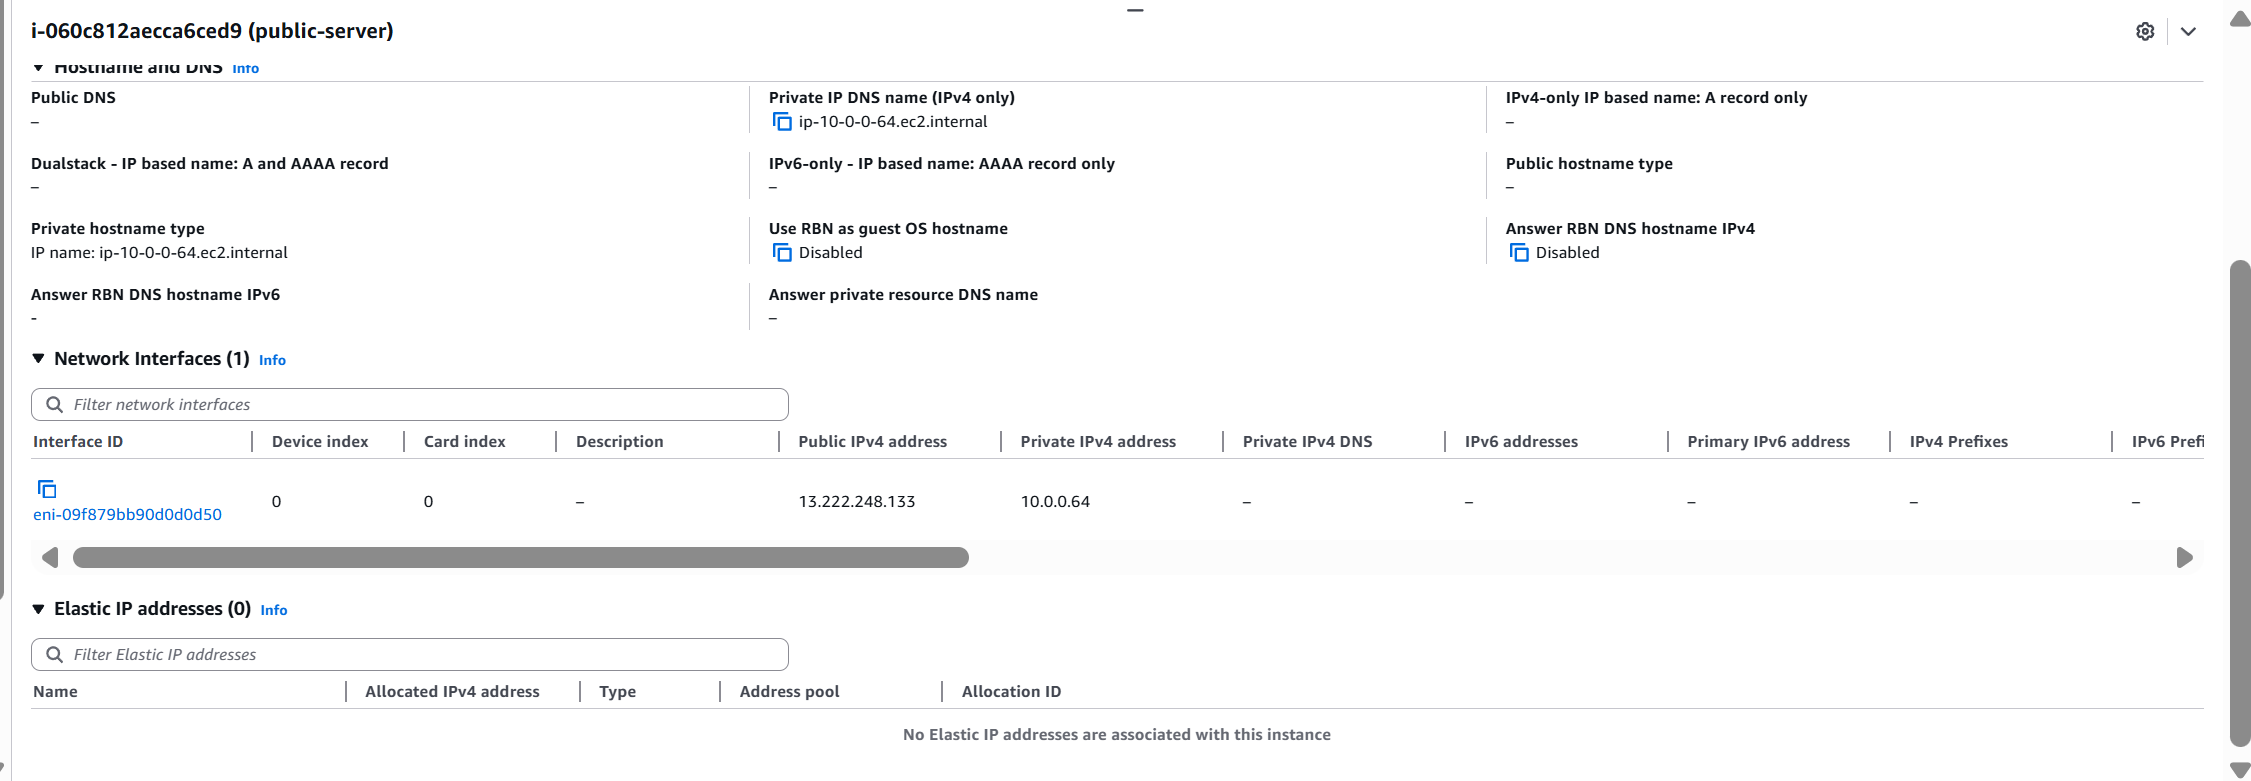 i-060c812aecca6ced9 (public-server)
Hostname and DNS Info
Public DNS Private IP DNS name (IPv4 only) IPv4-only IP based name: A record only
– ip-10-0-0-64.ec2.internal –
Dualstack - IP based name: A and AAAA record IPv6-only - IP based name: AAAA record only Public hostname type
– – –
Private hostname type Use RBN as guest OS hostname Answer RBN DNS hostname IPv4
IP name: ip-10-0-0-64.ec2.internal Disabled Disabled
Answer RBN DNS hostname IPv6 Answer private resource DNS name
- –
Network Interfaces (1) Info
Filter network interfaces
Interface ID Device index Card index Description Public IPv4 address Private IPv4 address Private IPv4 DNS IPv6 addresses Primary IPv6 address IPv4 Prefixes IPv6 Prefi
eni-09f879bb90d0d0d50 0 0 – 13.222.248.133 10.0.0.64 – – – – –
Elastic IP addresses (0) Info
Filter Elastic IP addresses
Name Allocated IPv4 address Type Address pool Allocation ID
No Elastic IP addresses are associated with this instance